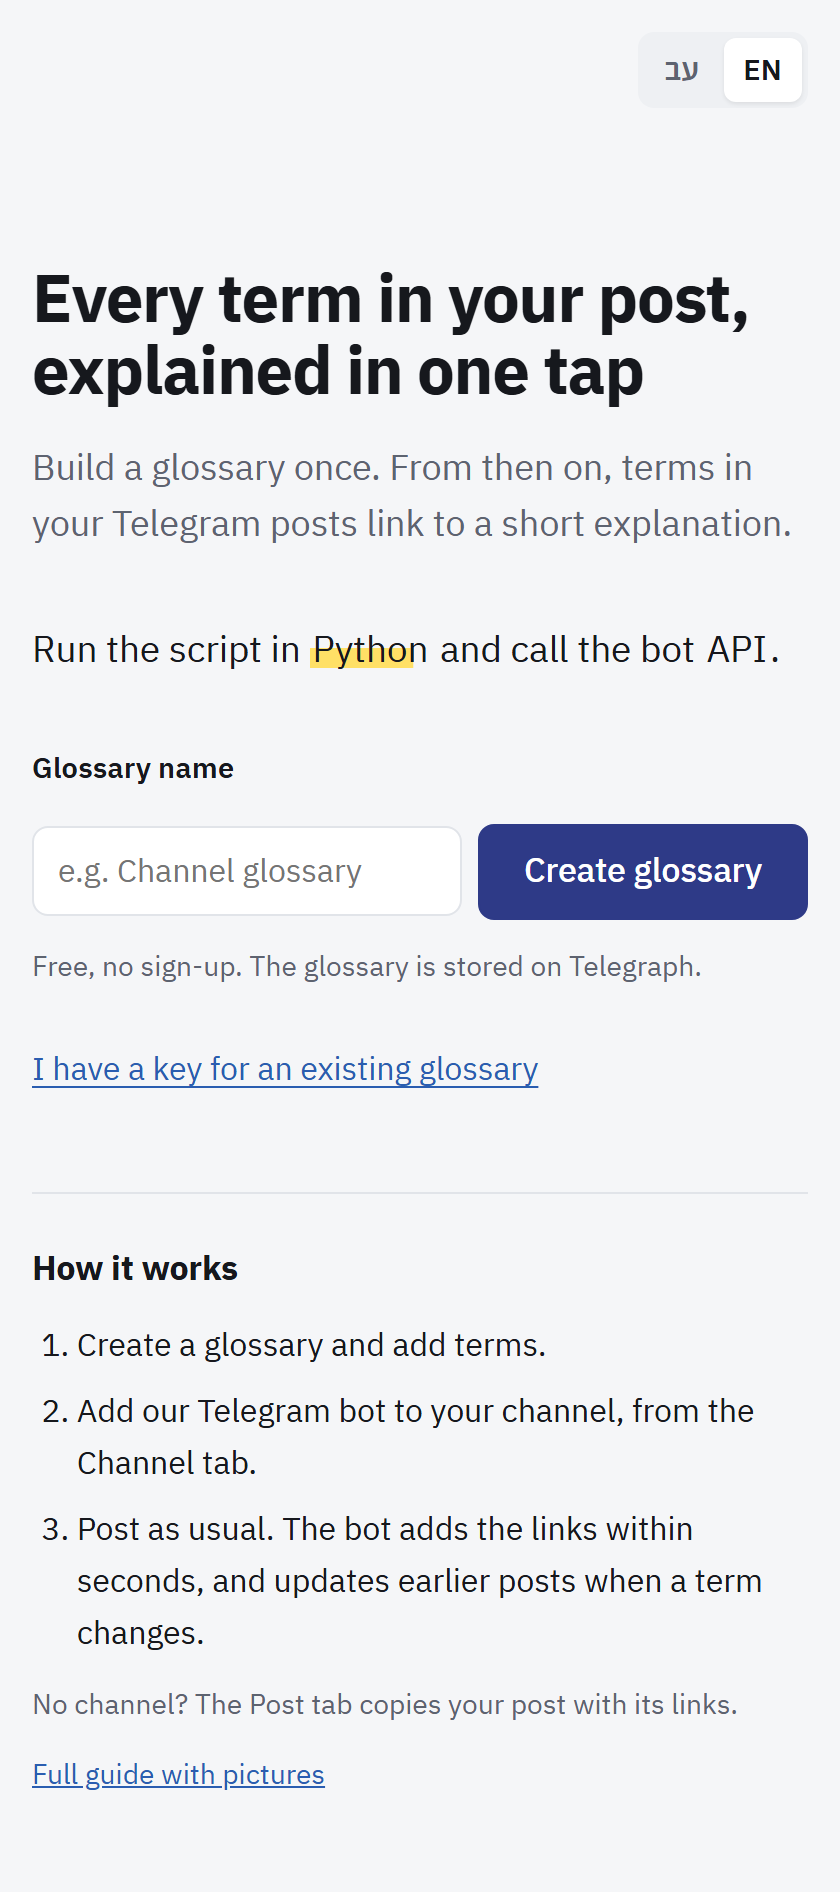 עב EN
Every term in your post,
explained in one tap
Build a glossary once. From then on, terms in
your Telegram posts link to a short explanation.
Run the script in Python and call the bot API.
Glossary name
e.g. Channel glossary
Create glossary
Free, no sign-up. The glossary is stored on Telegraph.
I have a key for an existing glossary
How it works
1. Create a glossary and add terms.
2. Add our Telegram bot to your channel, from the
Channel tab.
3. Post as usual. The bot adds the links within
seconds, and updates earlier posts when a term
changes.
No channel? The Post tab copies your post with its links.
Full guide with pictures